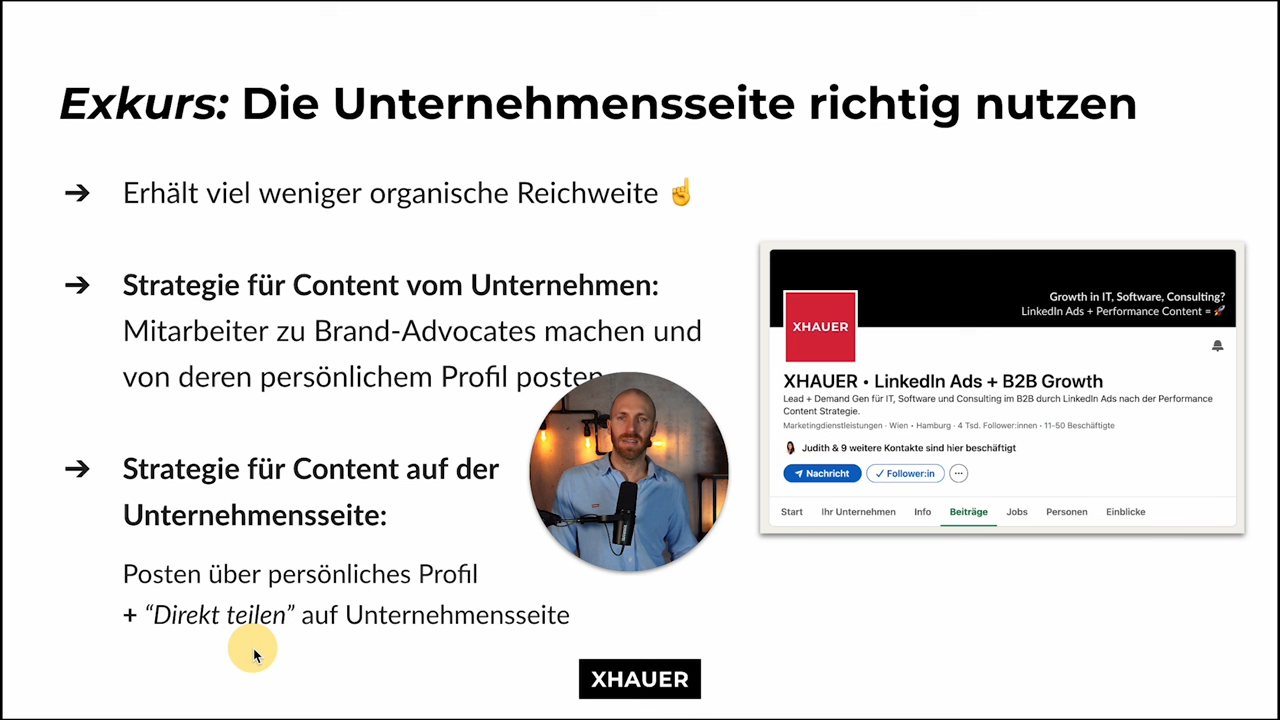 Exkurs: Die Unternehmensseite richtig nutzen
➔ Erhält viel weniger organische Reichweite ☝
➔ Strategie für Content vom Unternehmen:
Mitarbeiter zu Brand-Advocates machen und
von deren persönlichem Profil posten
➔ Strategie für Content auf der
Unternehmensseite:
Posten über persönliches Profil
+ “Direkt teilen” auf Unternehmensseite
Growth in IT, Software, Consulting?
LinkedIn Ads + Performance Content = 🚀
XHAUER
XHAUER • LinkedIn Ads + B2B Growth
Lead + Demand Gen für IT, Software und Consulting im B2B durch LinkedIn Ads nach der Performance
Content Strategie.
Marketingdienstleistungen · Wien • Hamburg · 4 Tsd. Follower:innen · 11-50 Beschäftigte
Judith & 9 weitere Kontakte sind hier beschäftigt
Nachricht ✓ Follower:in ···
Start Ihr Unternehmen Info Beiträge Jobs Personen Einblicke
XHAUER